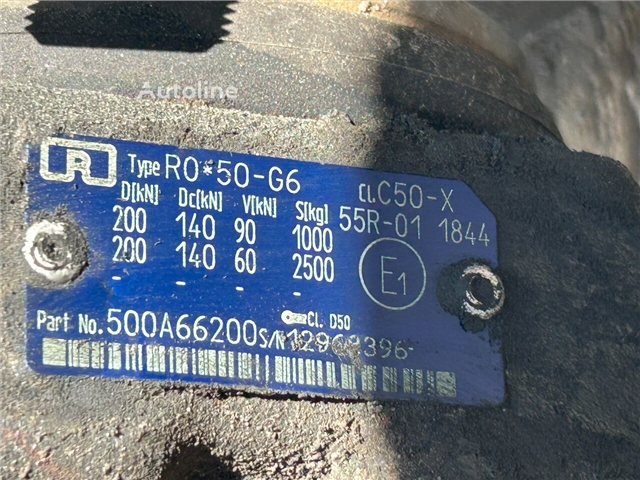 Autoline
Type RO*50-G6 CL. C50-X
D[kN] Dc[kN] V[kN] S[kg] 55R-01 1844
200 140 90 1000
200 140 60 2500
- - - -
E1
CL. D50
Part No. 500A66200 S/N